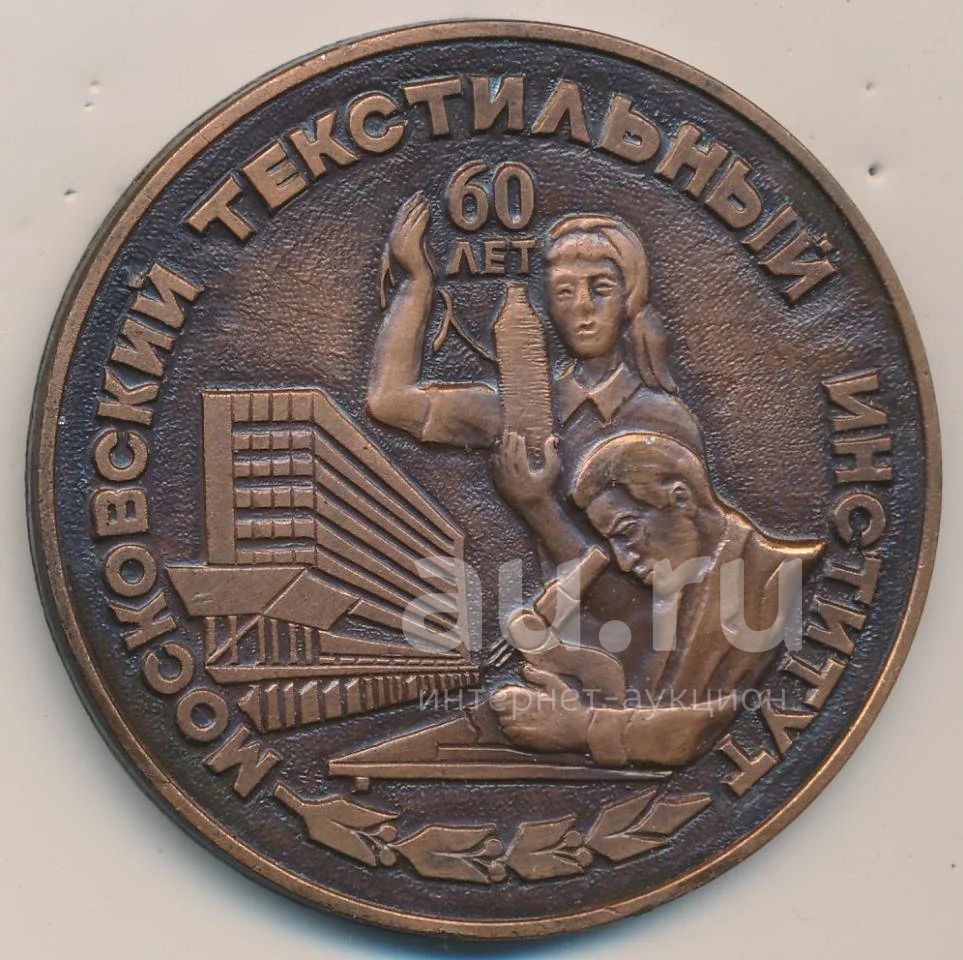 МОСКОВСКИЙ ТЕКСТИЛЬНЫЙ ИНСТИТУТ
60
ЛЕТ
au.ru
интернет-аукцион